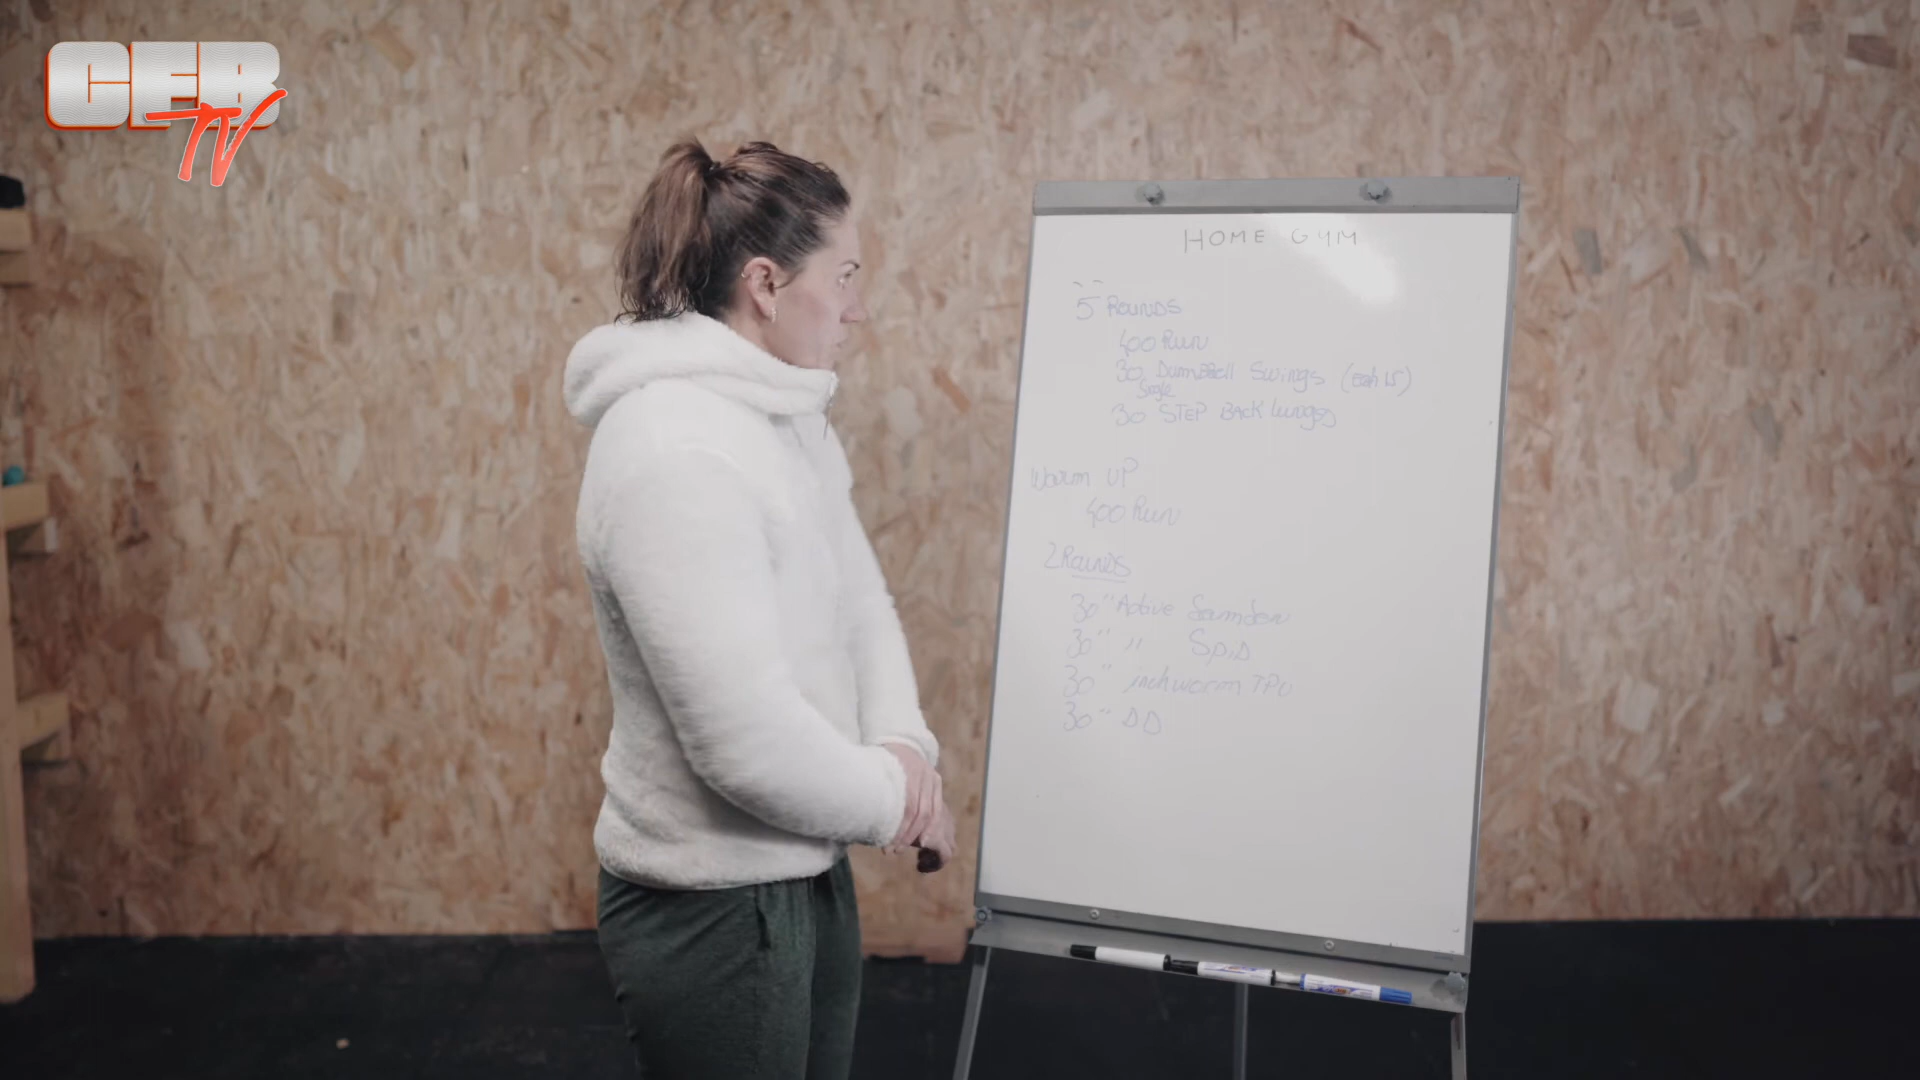 CFB
TV
HOME GYM
5 ROUNDS
400 Run
30 DumBBell Swings (Each 15)
Single
30 STEP BACK lunges
Warm UP
400 Run
2 Rounds
30" Active Samson
30" " Spid
30" inchworm TPU
30" DD